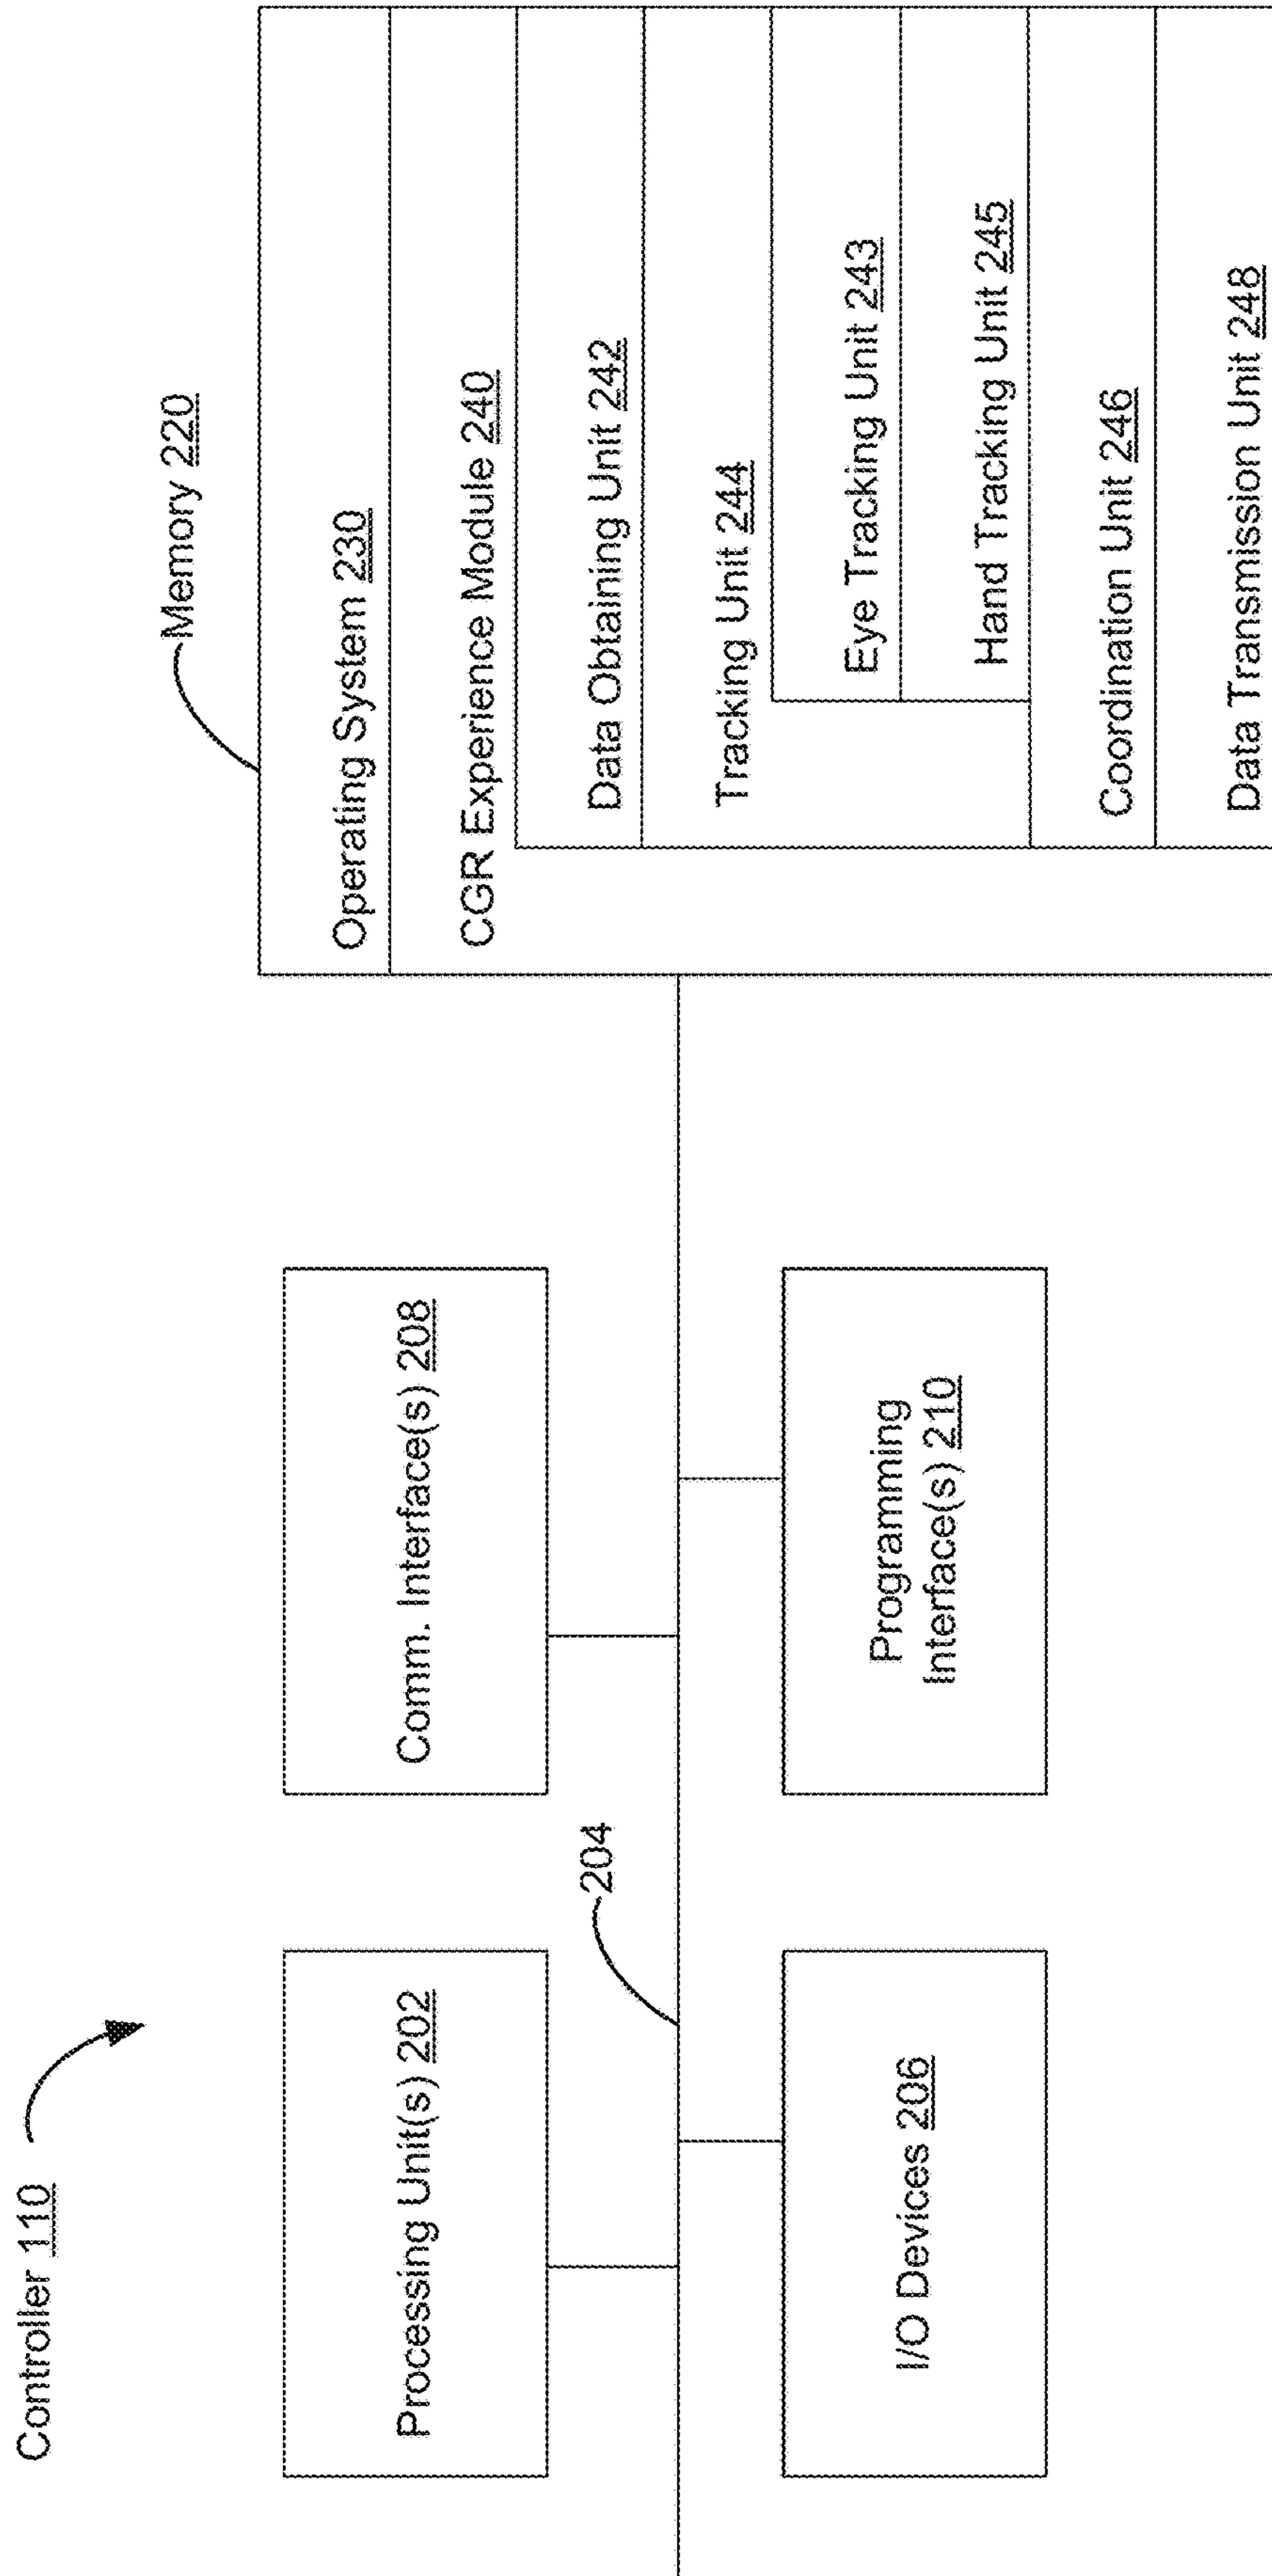 Controller 110
Memory 220
Processing Unit(s) 202
Comm. Interface(s) 208
204
I/O Devices 206
Programming
Interface(s) 210
Operating System 230
CGR Experience Module 240
Data Obtaining Unit 242
Tracking Unit 244
Eye Tracking Unit 243
Hand Tracking Unit 245
Coordination Unit 246
Data Transmission Unit 248